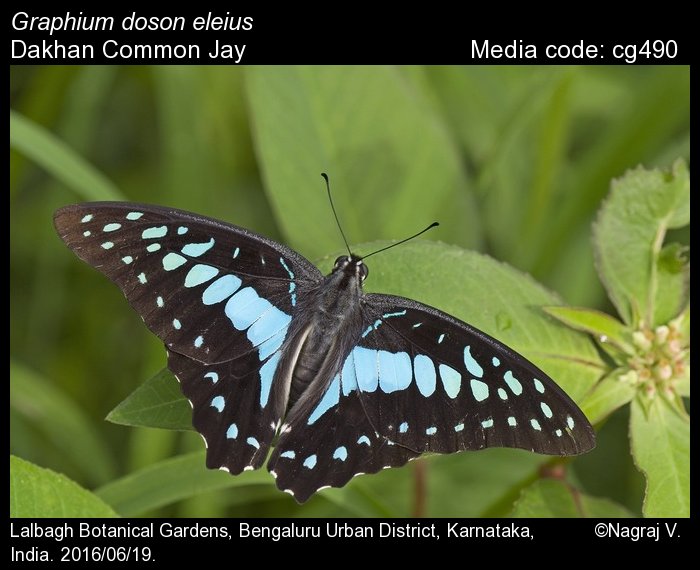 Graphium doson eleius
Dakhan Common Jay Media code: cg490
Lalbagh Botanical Gardens, Bengaluru Urban District, Karnataka, ©Nagraj V.
India. 2016/06/19.